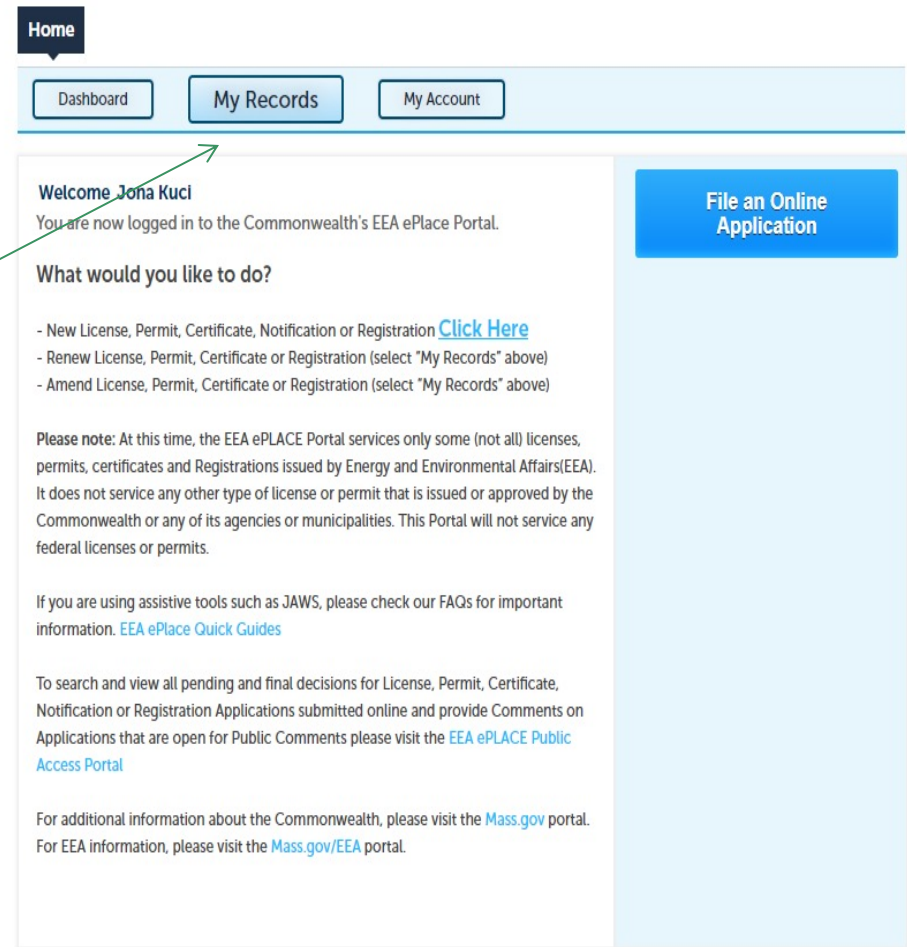 Home
Dashboard
My Records
My Account
Welcome Jona Kuci
You are now logged in to the Commonwealth's EEA ePlace Portal.
What would you like to do?
- New License, Permit, Certificate, Notification or Registration Click Here
- Renew License, Permit, Certificate or Registration (select "My Records" above)
- Amend License, Permit, Certificate or Registration (select "My Records" above)
Please note: At this time, the EEA ePLACE Portal services only some (not all) licenses,
permits, certificates and Registrations issued by Energy and Environmental Affairs(EEA).
It does not service any other type of license or permit that is issued or approved by the
Commonwealth or any of its agencies or municipalities. This Portal will not service any
federal licenses or permits.
If you are using assistive tools such as JAWS, please check our FAQs for important
information. EEA ePlace Quick Guides
To search and view all pending and final decisions for License, Permit, Certificate,
Notification or Registration Applications submitted online and provide Comments on
Applications that are open for Public Comments please visit the EEA ePLACE Public
Access Portal
For additional information about the Commonwealth, please visit the Mass.gov portal.
For EEA information, please visit the Mass.gov/EEA portal.
File an Online
Application